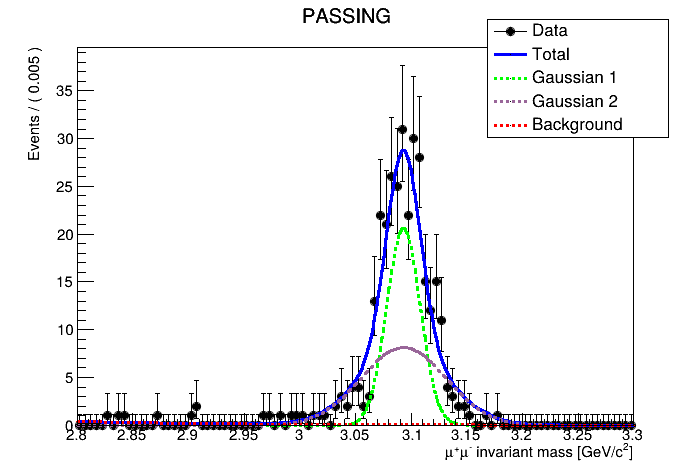 PASSING
Events / ( 0.005 )
35
30
25
20
15
10
5
0
2.8 2.85 2.9 2.95 3 3.05 3.1 3.15 3.2 3.25 3.3
μ⁺μ⁻ invariant mass [GeV/c²]
Data
Total
Gaussian 1
Gaussian 2
Background